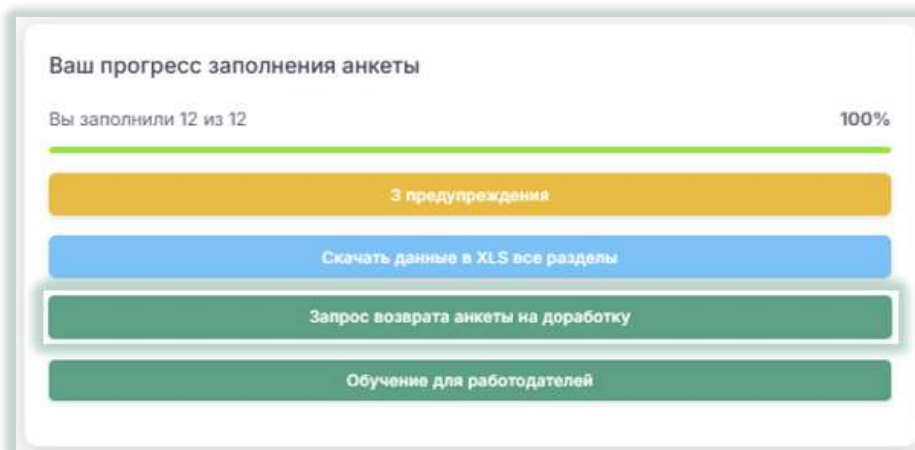 Ваш прогресс заполнения анкеты
Вы заполнили 12 из 12
100%
3 предупреждения
Скачать данные в XLS все разделы
Запрос возврата анкеты на доработку
Обучение для работодателей